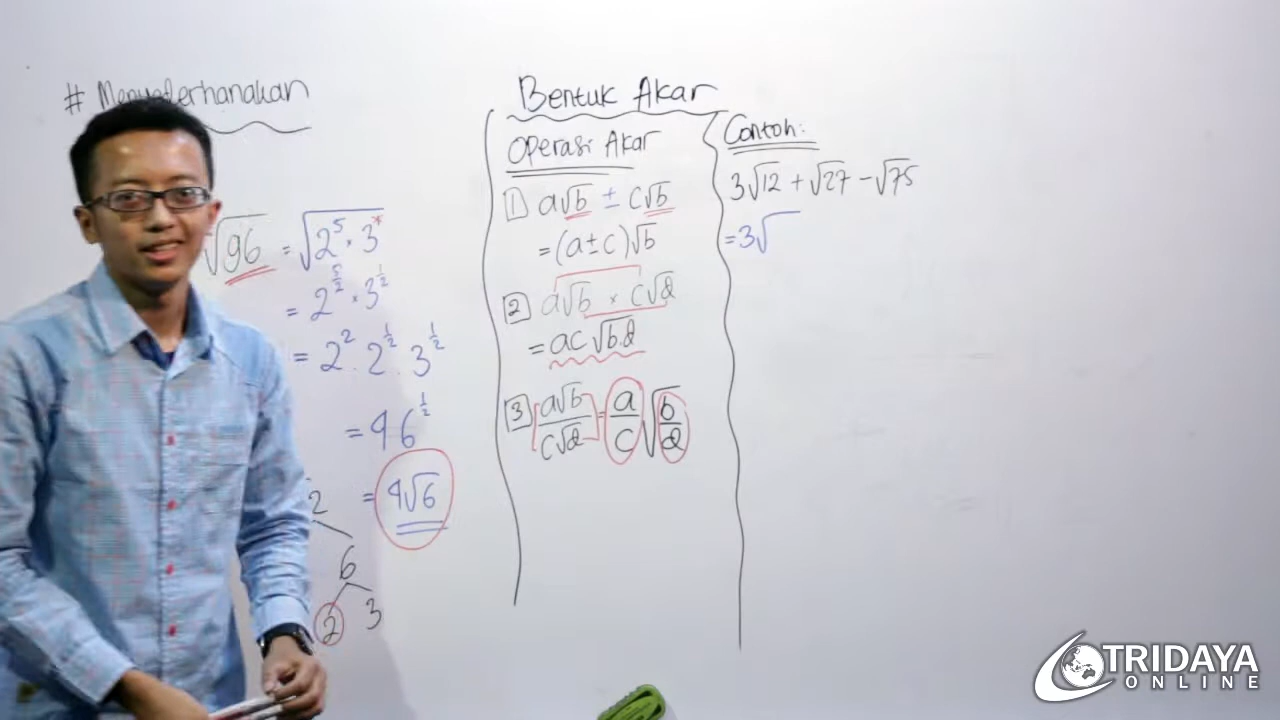 # Menyederhanakan
√96 = √2⁵ · 3*
= 2^(5/2) · 3^(1/2)
= 2² · 2^(1/2) · 3^(1/2)
= 4 6^(1/2)
= 4√6
2
6
2 3
Bentuk Akar
Operasi Akar
1 a√b ± c√b
= (a ± c)√b
2 a√b × c√d
= ac √b.d
3 a√b / c√d = a/c √b/d
Contoh:
3√12 + √27 - √75
= 3√
TRIDAYA
ONLINE